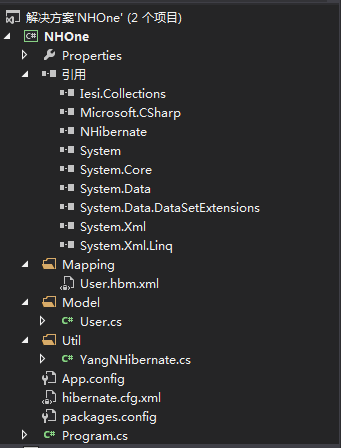 解决方案'NHOne' (2 个项目)
NHOne
Properties
引用
Iesi.Collections
Microsoft.CSharp
NHibernate
System
System.Core
System.Data
System.Data.DataSetExtensions
System.Xml
System.Xml.Linq
Mapping
User.hbm.xml
Model
C# User.cs
Util
C# YangNHibernate.cs
App.config
hibernate.cfg.xml
packages.config
C# Program.cs